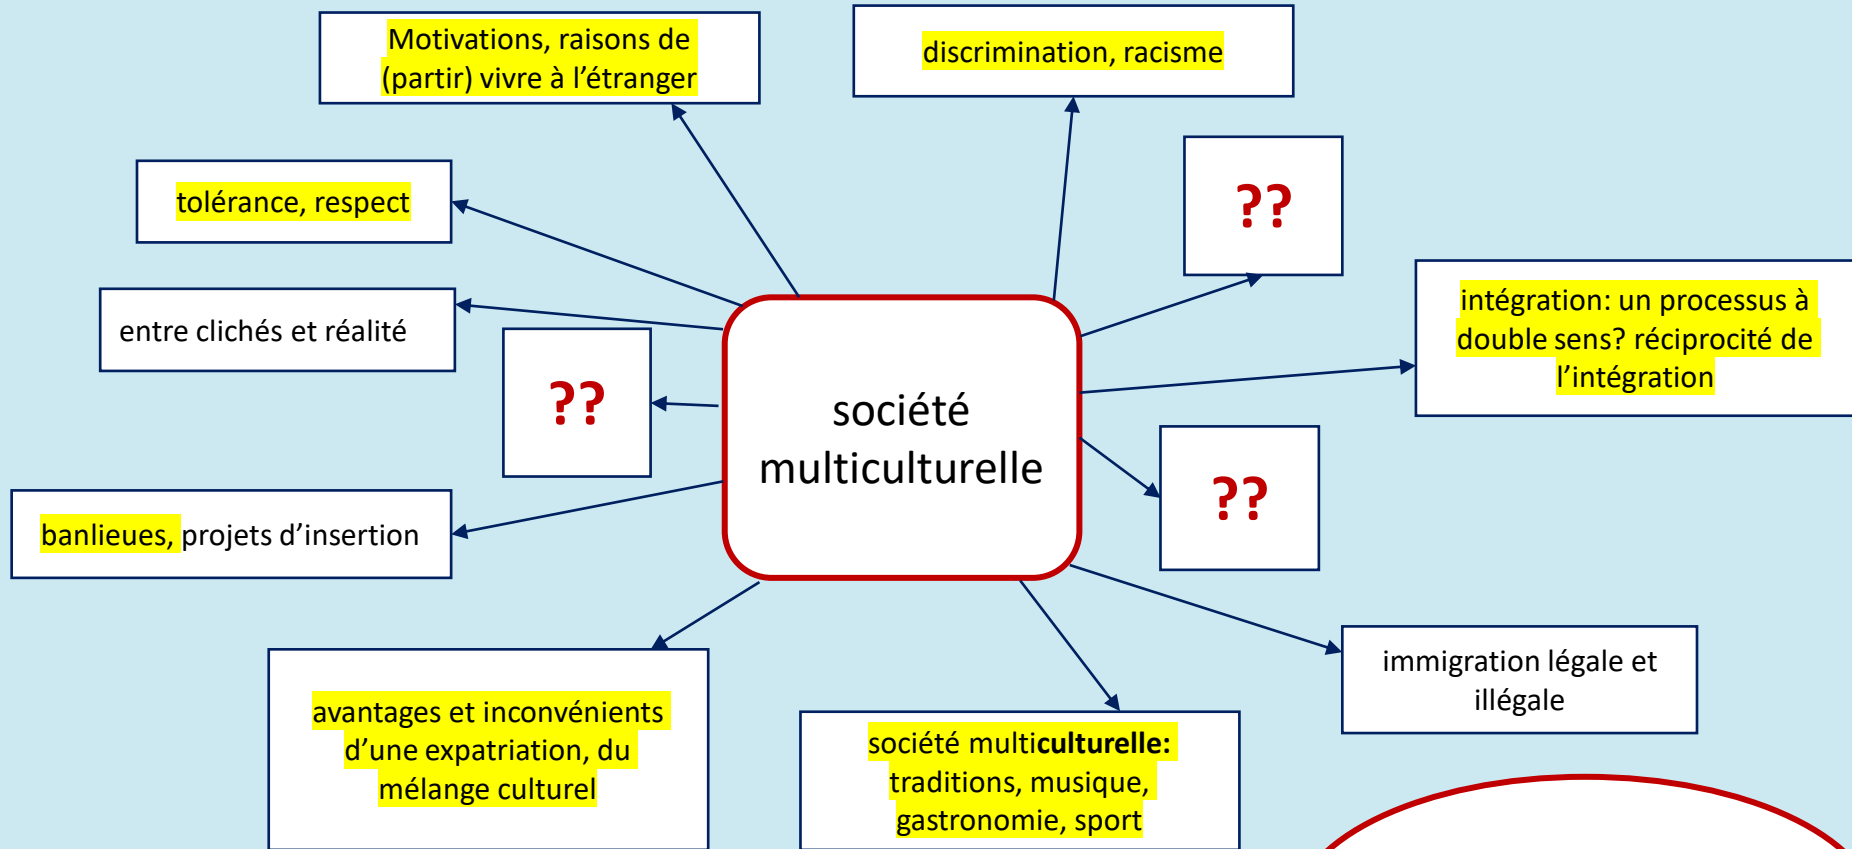 Motivations, raisons de
(partir) vivre à l’étranger
discrimination, racisme
tolérance, respect
??
entre clichés et réalité
intégration: un processus à
double sens? réciprocité de
l’intégration
??
société
multiculturelle
??
banlieues, projets d’insertion
immigration légale et
illégale
avantages et inconvénients
d’une expatriation, du
mélange culturel
société multiculturelle:
traditions, musique,
gastronomie, sport